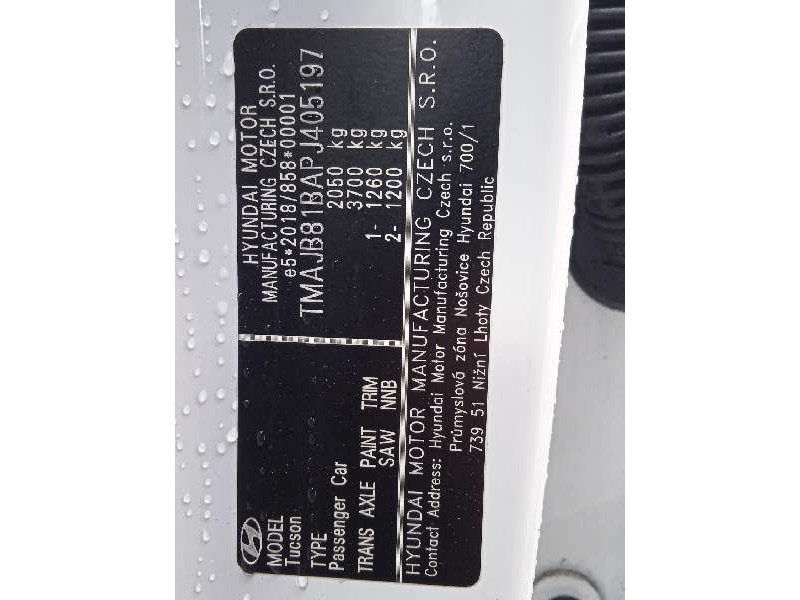 HYUNDAI MOTOR
MANUFACTURING CZECH S.R.O.
e5*2018/858*00001
TMAJB81BAPJ405197
2050 kg
3700 kg
1- 1260 kg
2- 1200 kg
MODEL
Tucson
TYPE
Passenger Car
TRANS AXLE PAINT TRIM
SAW NNB
HYUNDAI MOTOR MANUFACTURING CZECH S.R.O.
Contact Address: Hyundai Motor Manufacturing Czech s.r.o.
Průmyslová zóna Nošovice Hyundai 700/1
739 51 Nižní Lhoty Czech Republic